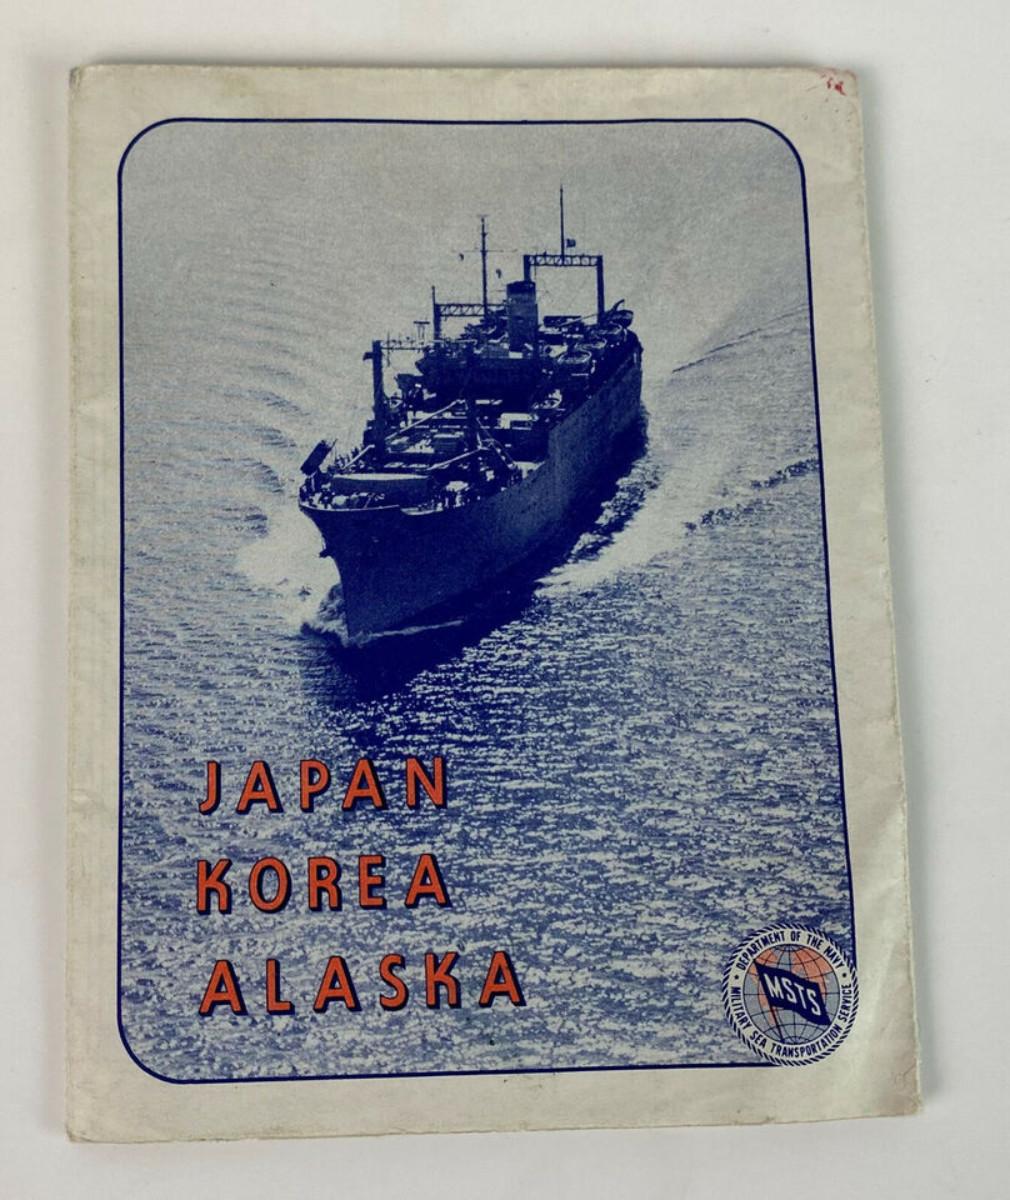 JAPAN
KOREA
ALASKA
DEPARTMENT OF THE NAVY
MSTS
MILITARY SEA TRANSPORTATION SERVICE